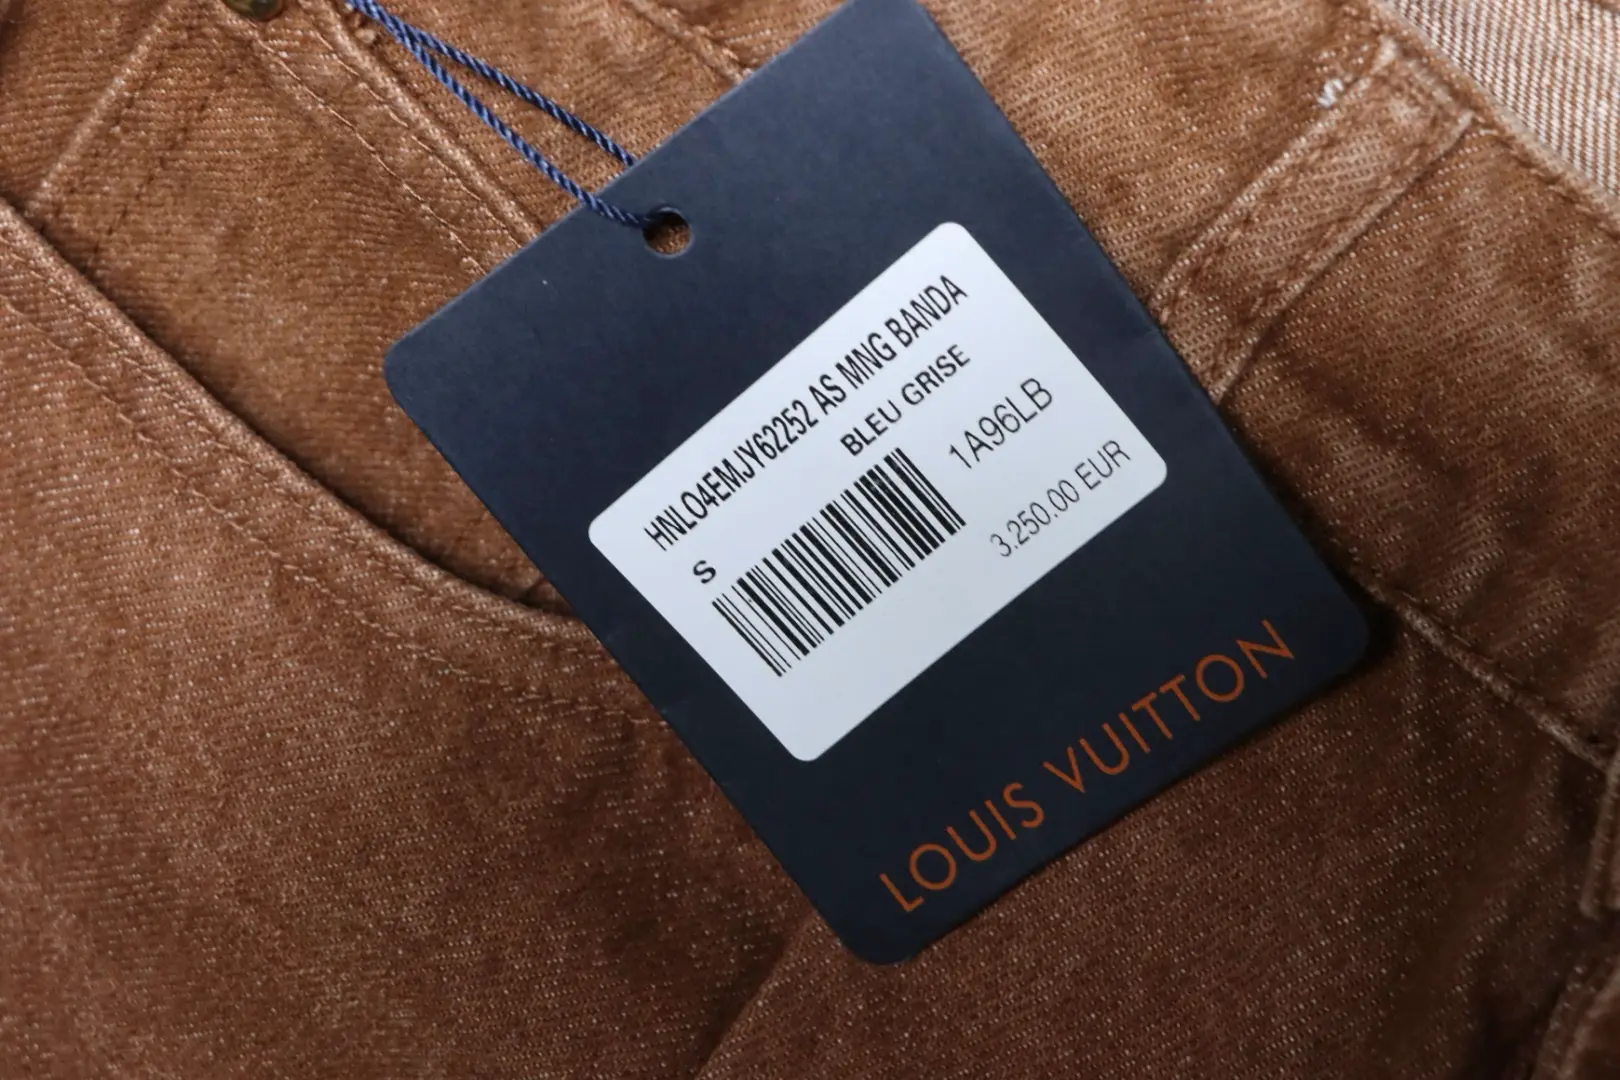 HNLO4EMJY62252 AS MNG BANDA
BLEU GRISE
S
1A96LB
3.250.00 EUR
LOUIS VUITTON